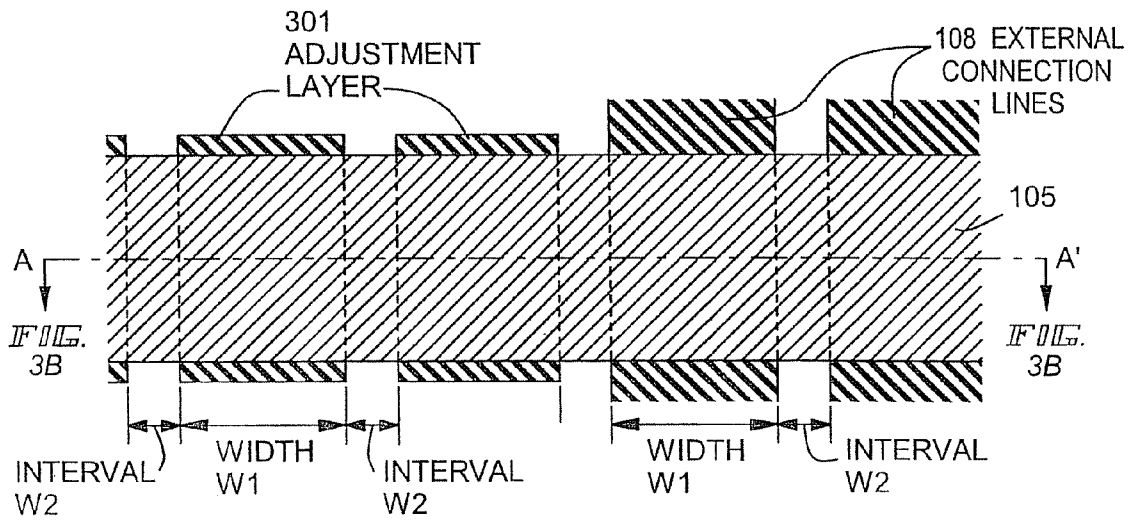 301
ADJUSTMENT
LAYER
108 EXTERNAL
CONNECTION
LINES
105
A
A'
FIG.
3B
FIG.
3B
INTERVAL
W2
WIDTH
W1
INTERVAL
W2
WIDTH
W1
INTERVAL
W2